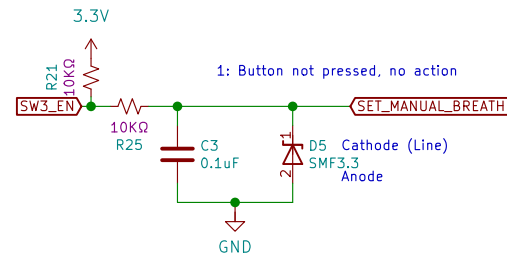 3.3V
R21
10KΩ
1: Button not pressed, no action
SW3_EN
SET_MANUAL_BREATH
10KΩ
R25
C3
0.1uF
1
2
D5
SMF3.3
Cathode (Line)
Anode
GND